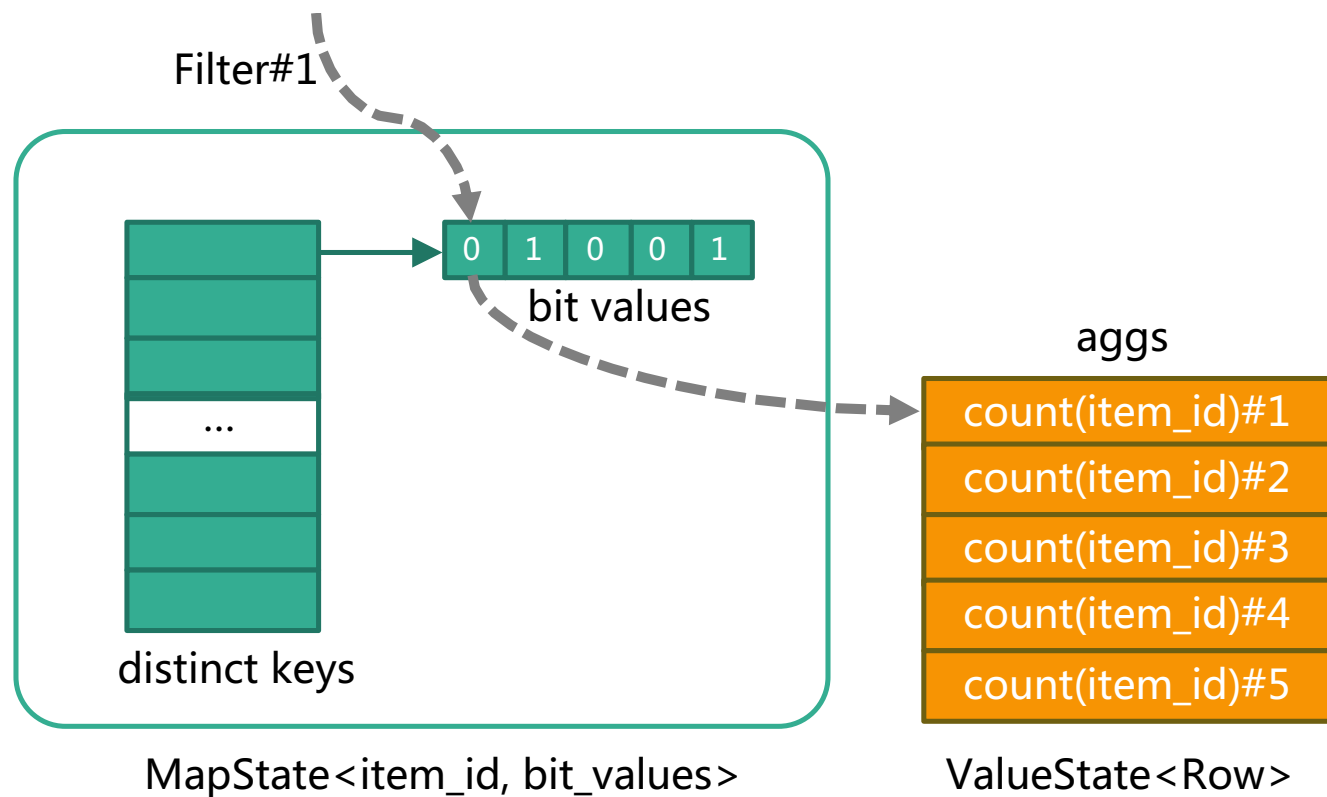 Filter#1
0 1 0 0 1
bit values
...
distinct keys
MapState<item_id, bit_values>
aggs
count(item_id)#1
count(item_id)#2
count(item_id)#3
count(item_id)#4
count(item_id)#5
ValueState<Row>